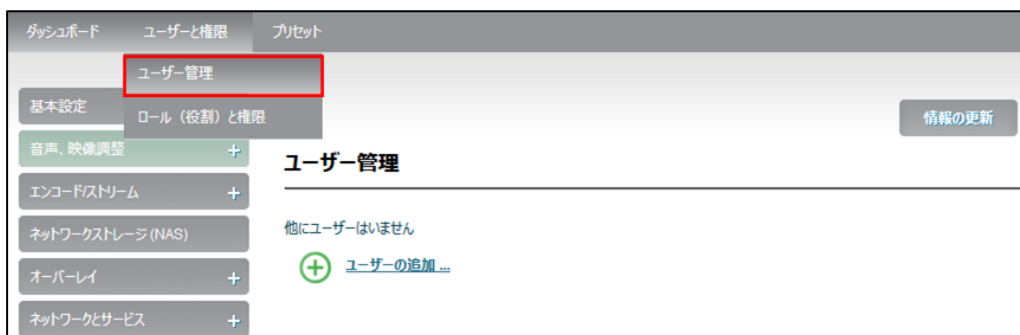 ダッシュボード ユーザーと権限 プリセット
ユーザー管理
ロール（役割）と権限
基本設定
情報の更新
音声、映像調整 +
ユーザー管理
エンコード/ストリーム +
ネットワークストレージ (NAS)
他にユーザーはいません
ユーザーの追加 ...
オーバーレイ +
ネットワークとサービス +